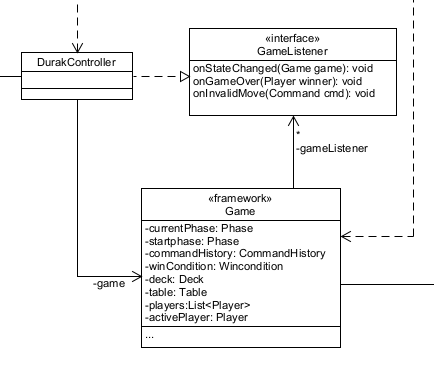 «interface»
GameListener
onStateChanged(Game game): void
onGameOver(Player winner): void
onInvalidMove(Command cmd): void
DurakController
*
-gameListener
«framework»
Game
-currentPhase: Phase
-startphase: Phase
-commandHistory: CommandHistory
-winCondition: Wincondition
-deck: Deck
-table: Table
-players:List<Player>
-activePlayer: Player
...
-game